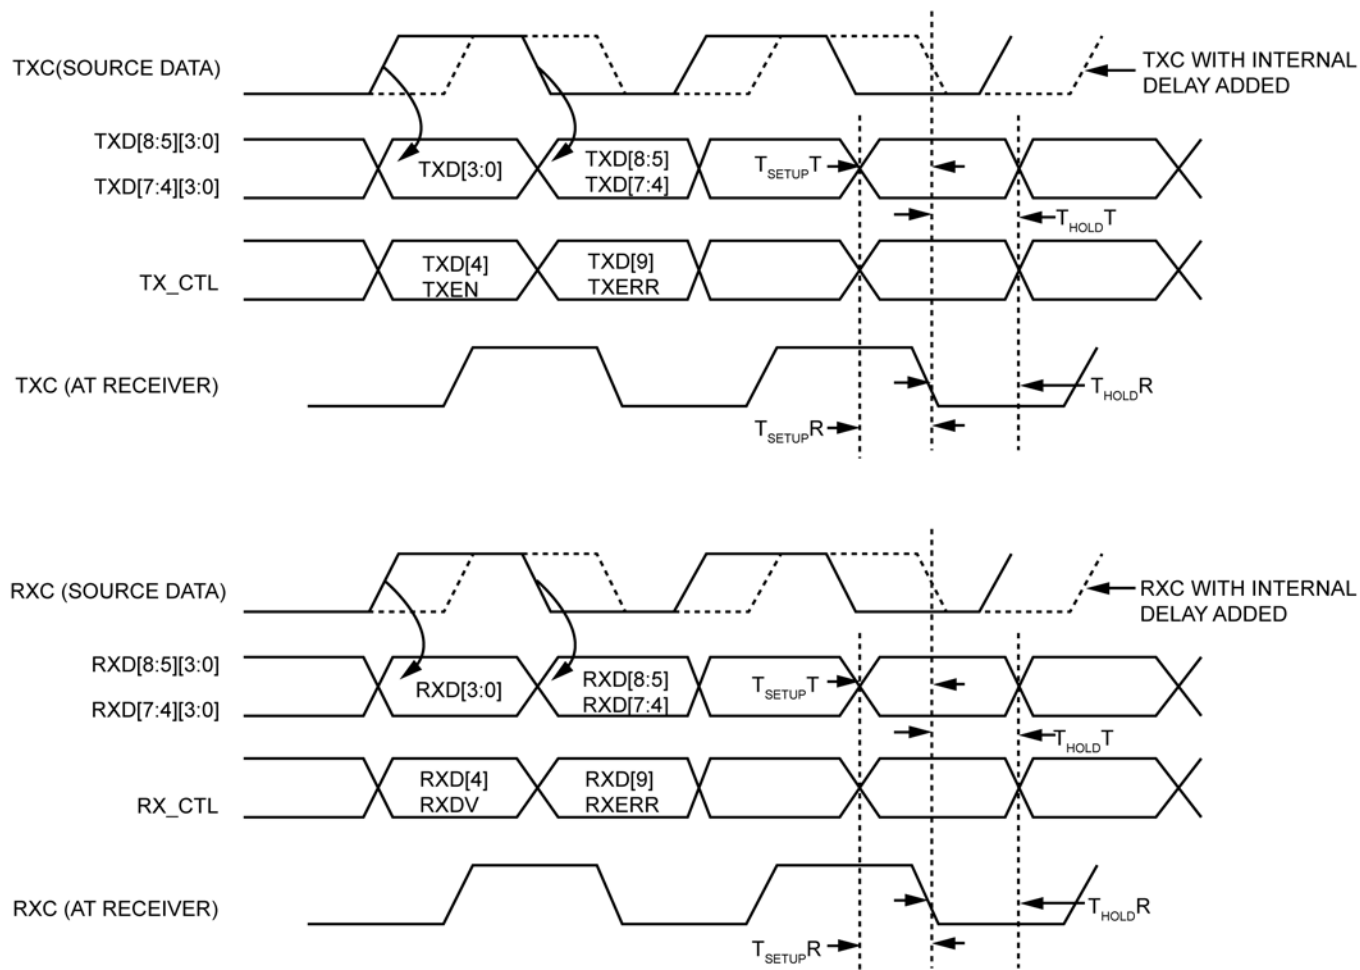 TXC(SOURCE DATA)
TXC WITH INTERNAL
DELAY ADDED
TXD[8:5][3:0]
TXD[7:4][3:0]
TXD[3:0]
TXD[8:5]
TXD[7:4]
TSETUPT
THOLDT
TX_CTL
TXD[4]
TXEN
TXD[9]
TXERR
TXC (AT RECEIVER)
THOLDR
TSETUPR
RXC (SOURCE DATA)
RXC WITH INTERNAL
DELAY ADDED
RXD[8:5][3:0]
RXD[7:4][3:0]
RXD[3:0]
RXD[8:5]
RXD[7:4]
TSETUPT
THOLDT
RX_CTL
RXD[4]
RXDV
RXD[9]
RXERR
RXC (AT RECEIVER)
THOLDR
TSETUPR